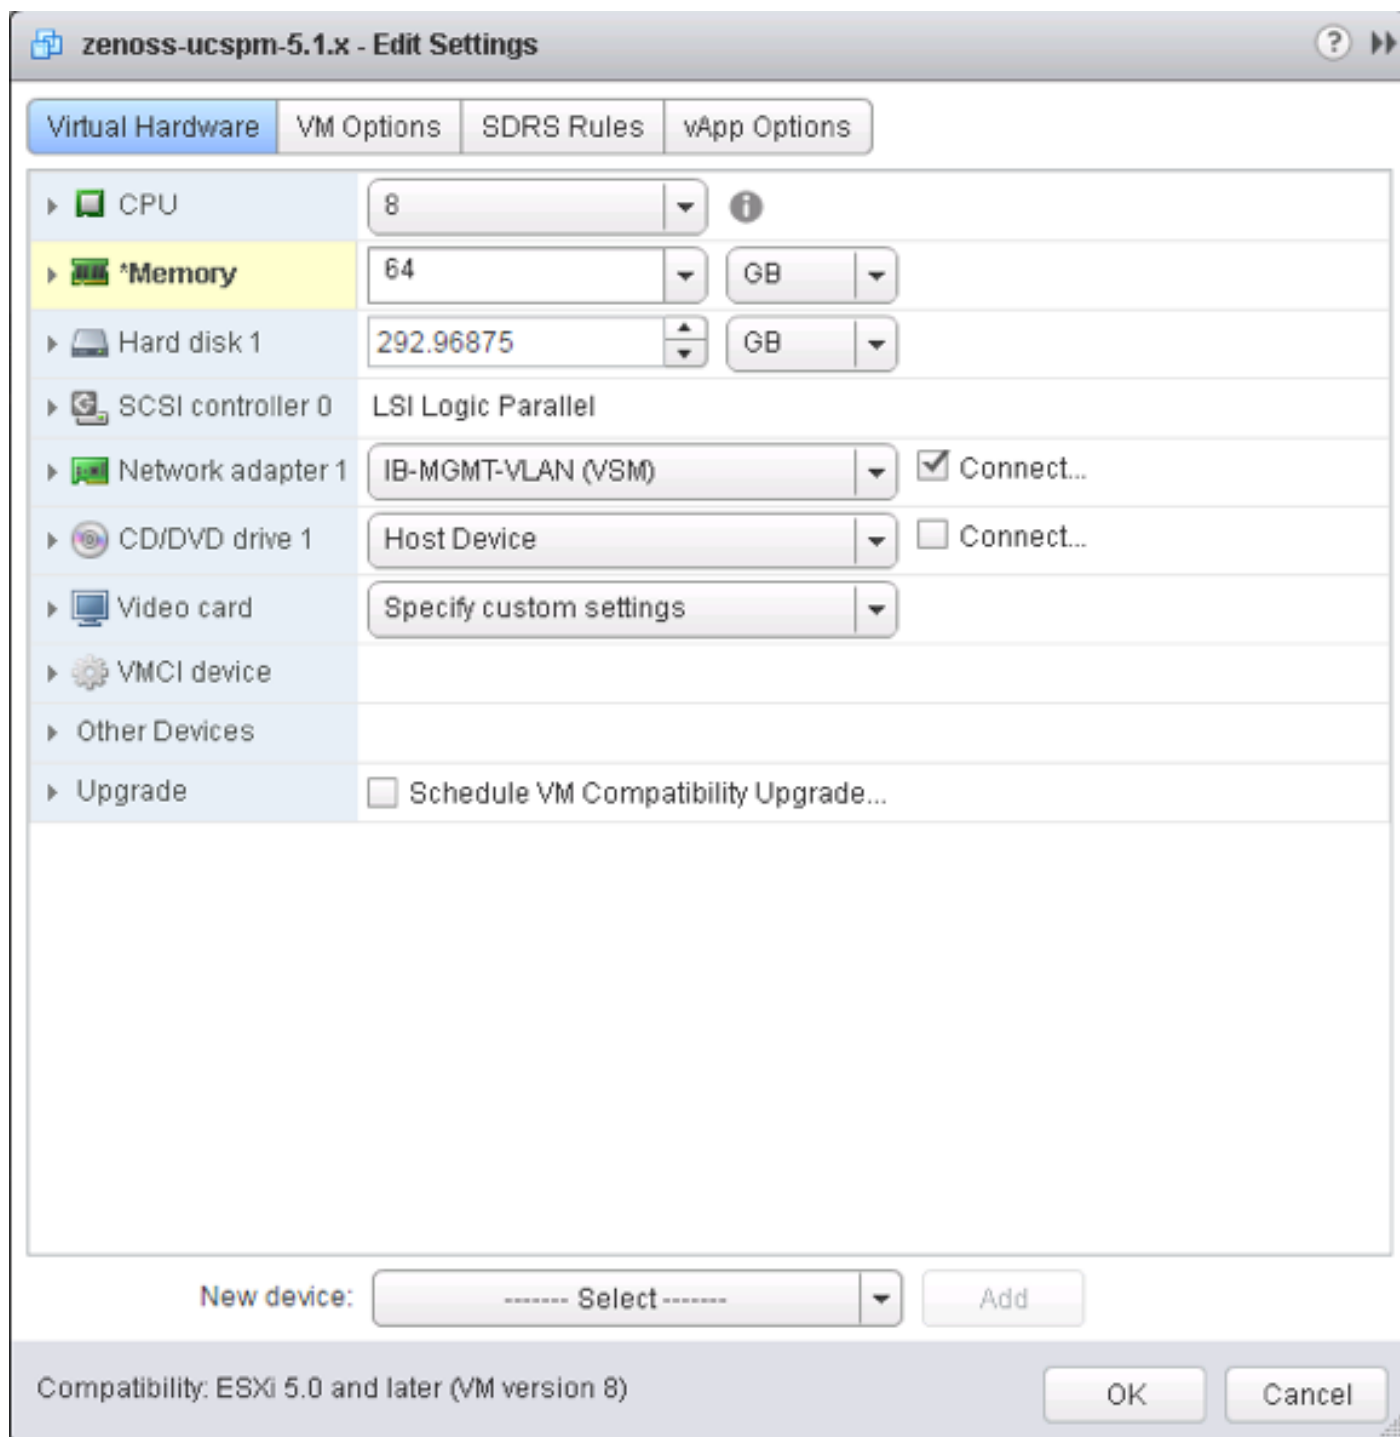 zenoss-ucspm-5.1.x - Edit Settings
Virtual Hardware VM Options SDRS Rules vApp Options
CPU 8
*Memory 64 GB
Hard disk 1 292.96875 GB
SCSI controller 0 LSI Logic Parallel
Network adapter 1 IB-MGMT-VLAN (VSM) Connect...
CD/DVD drive 1 Host Device Connect...
Video card Specify custom settings
VMCI device
Other Devices
Upgrade Schedule VM Compatibility Upgrade...
New device: ------- Select ------- Add
Compatibility: ESXi 5.0 and later (VM version 8) OK Cancel